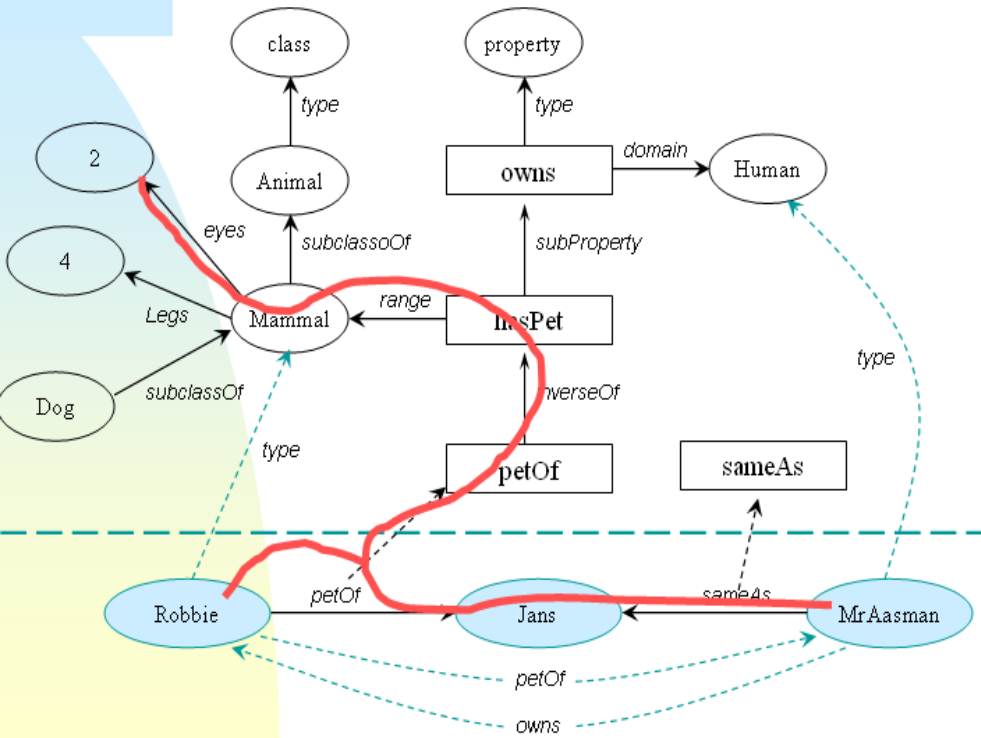 class
property
type
type
2
Animal
owns
domain
Human
eyes
subclassoOf
subProperty
4
Legs
Mammal
range
hasPet
type
Dog
subclassOf
nverseOf
type
petOf
sameAs
Robbie
petOf
Jans
sameAs
MrAasman
petOf
owns